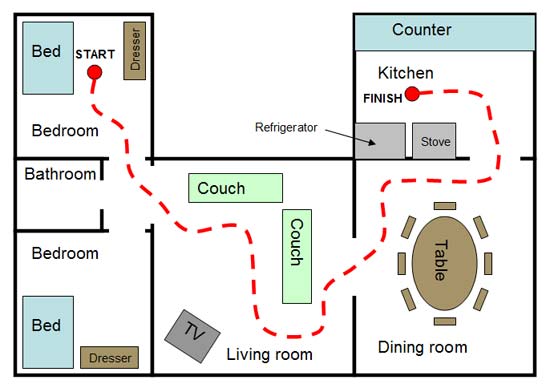 Counter
Bed
START
Dresser
Kitchen
FINISH
Bedroom
Refrigerator
Stove
Bathroom
Couch
Bedroom
Couch
Table
Bed
TV
Dresser
Living room
Dining room